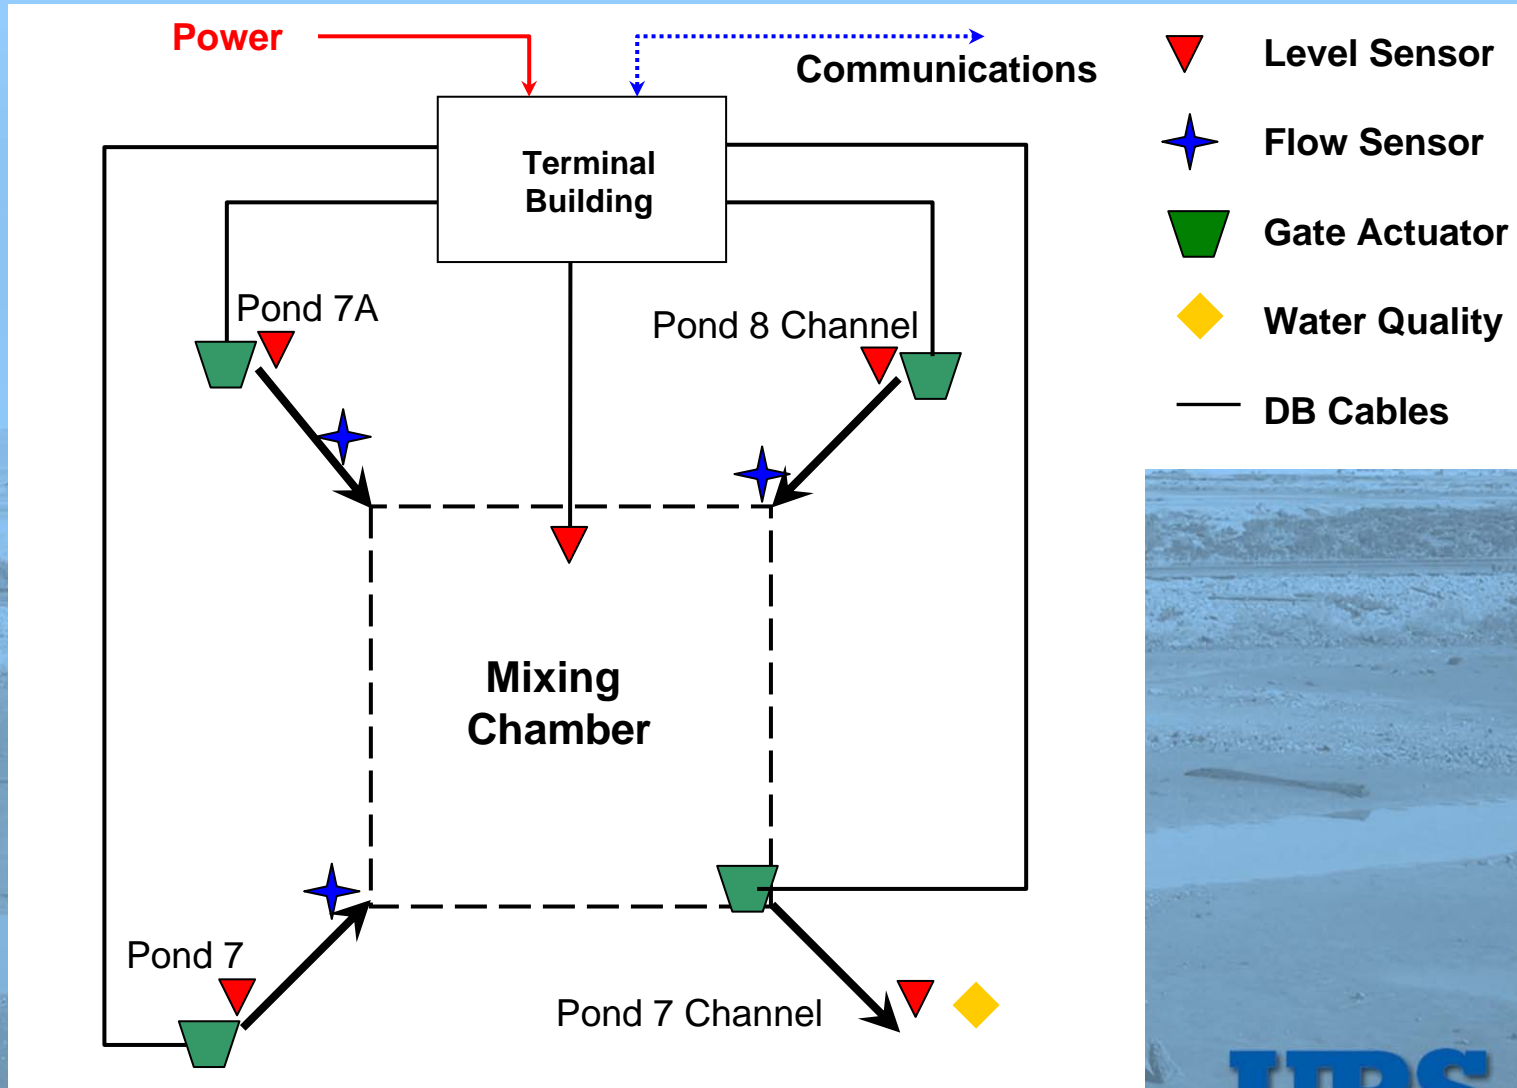 Power
Communications
Terminal
Building
Pond 7A
Pond 8 Channel
Mixing
Chamber
Pond 7
Pond 7 Channel
Level Sensor
Flow Sensor
Gate Actuator
Water Quality
DB Cables